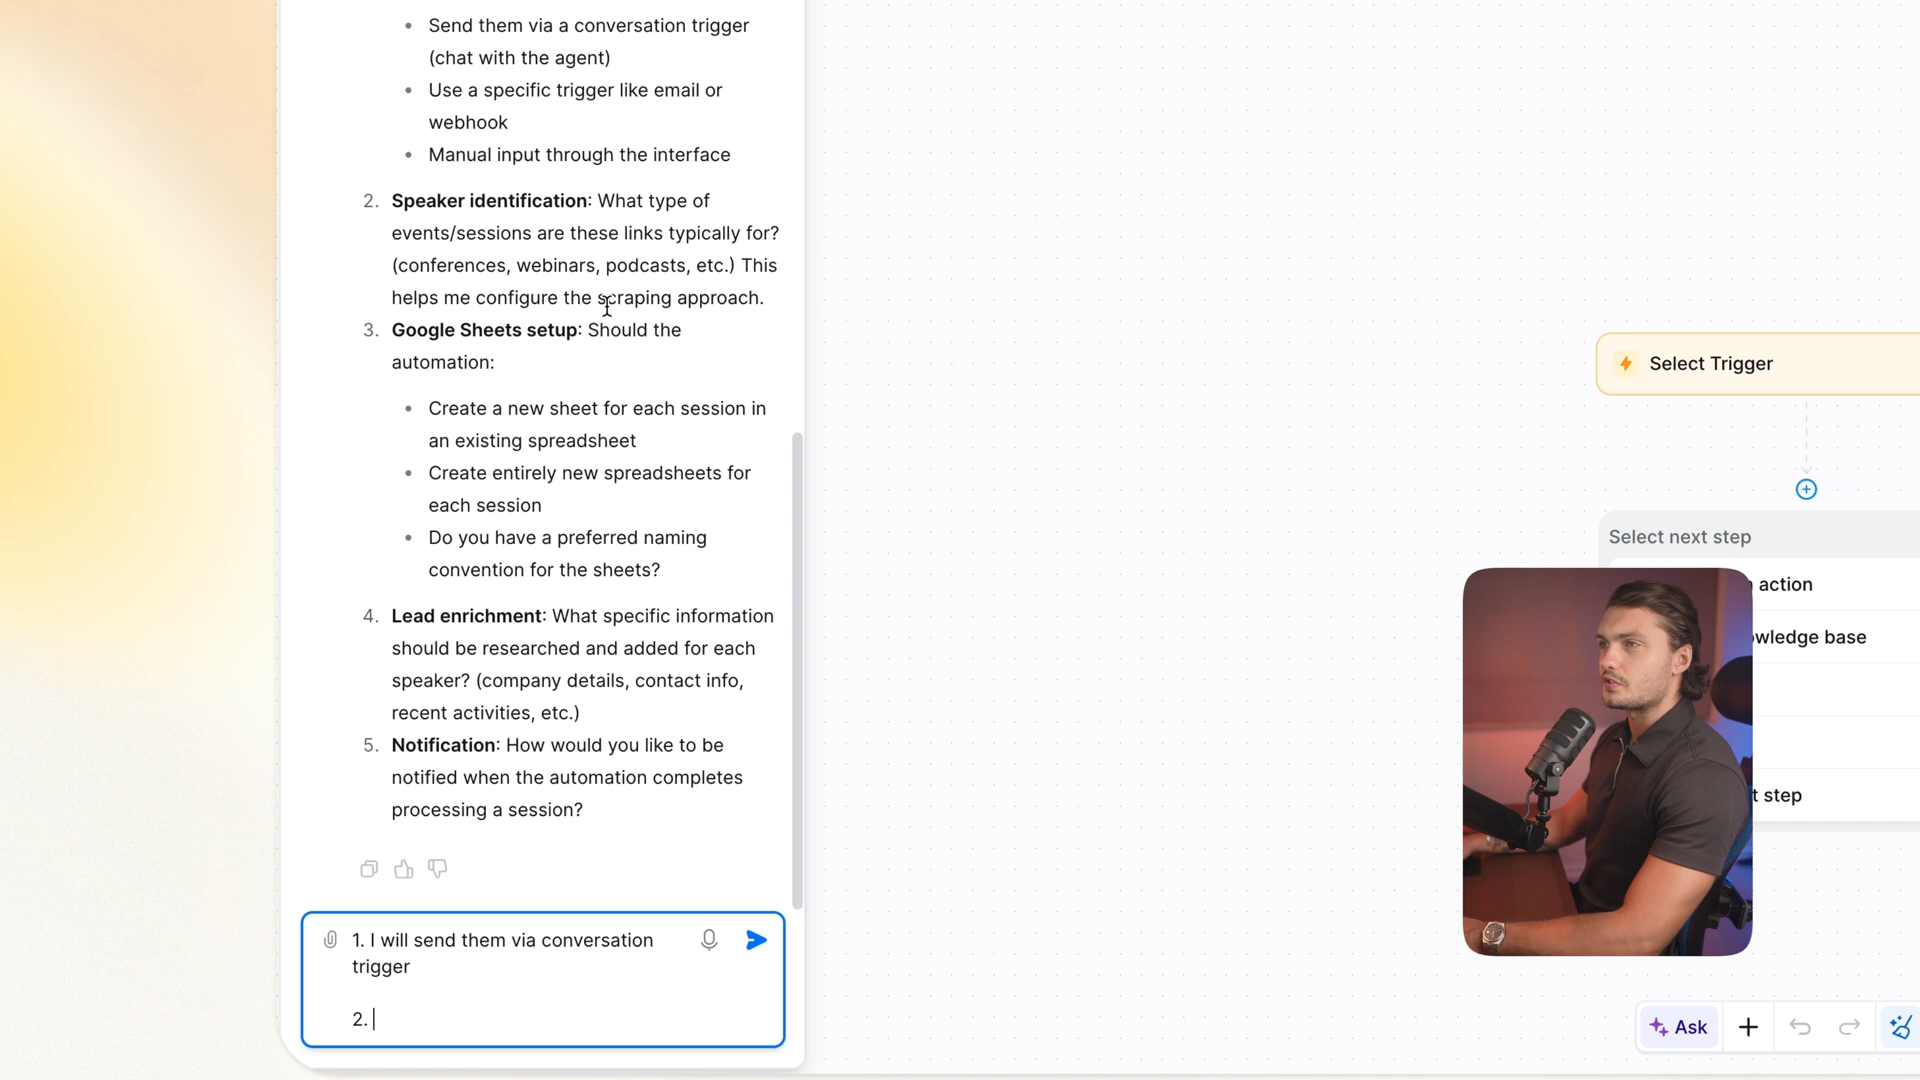 • Send them via a conversation trigger
(chat with the agent)
• Use a specific trigger like email or
webhook
• Manual input through the interface
2. Speaker identification: What type of
events/sessions are these links typically for?
(conferences, webinars, podcasts, etc.) This
helps me configure the scraping approach.
3. Google Sheets setup: Should the
automation:
• Create a new sheet for each session in
an existing spreadsheet
• Create entirely new spreadsheets for
each session
• Do you have a preferred naming
convention for the sheets?
4. Lead enrichment: What specific information
should be researched and added for each
speaker? (company details, contact info,
recent activities, etc.)
5. Notification: How would you like to be
notified when the automation completes
processing a session?
1. I will send them via conversation
trigger
2.
Select Trigger
Select next step
action
wledge base
t step
Ask